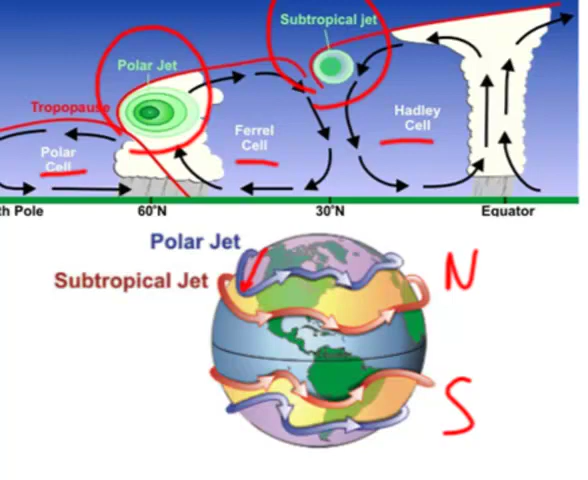 Subtropical jet
Polar Jet
Tropopause
Hadley
Cell
Ferrel
Cell
Polar
Cell
th Pole
60°N
30°N
Equator
Polar Jet
Subtropical Jet
N
S